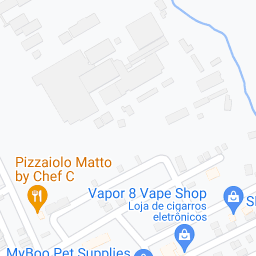 Pizzaiolo Matto
by Chef C
Vapor 8 Vape Shop
Loja de cigarros
eletrônicos
MyBoo Pet Supplies